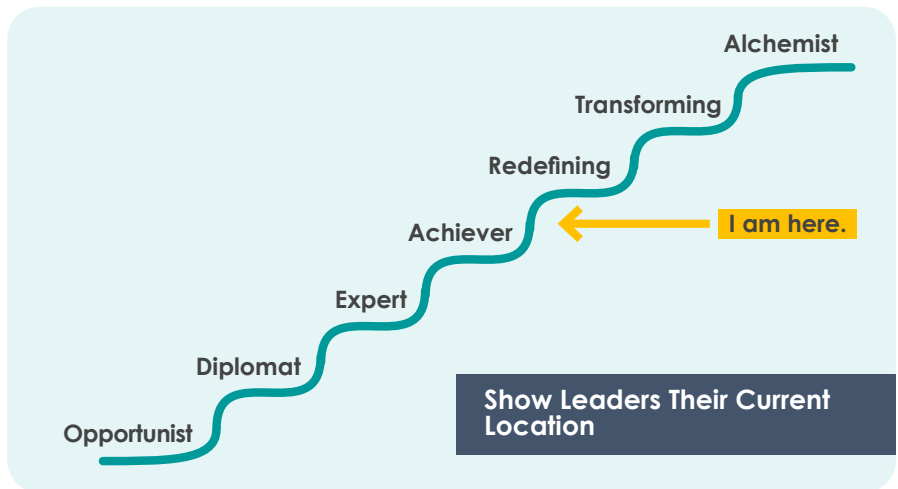 Alchemist
Transforming
Redefining
I am here.
Achiever
Expert
Diplomat
Show Leaders Their Current
Location
Opportunist